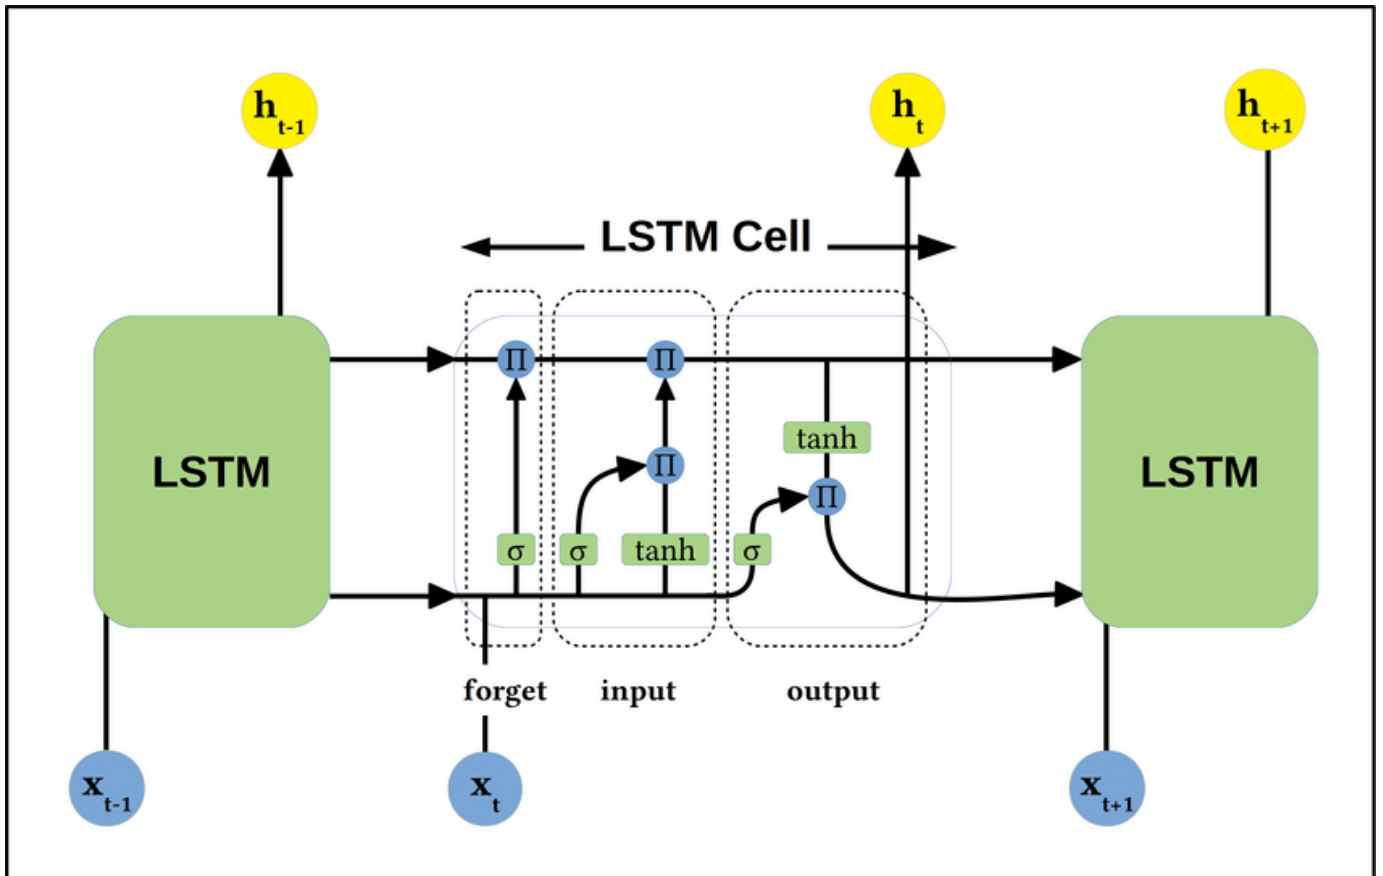 h t-1
h t
h t+1
LSTM Cell
Π
Π
tanh
LSTM
Π
LSTM
Π
σ
σ
tanh
σ
forget
input
output
x t-1
x t
x t+1